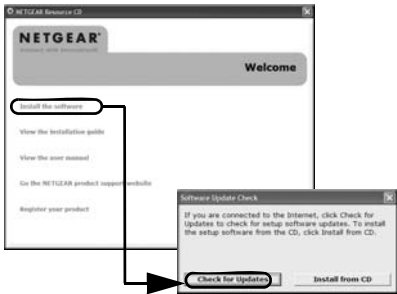 NETGEAR Resource CD
NETGEAR®
Connect with Innovation™
Welcome
Install the software
View the installation guide
View the user manual
Go the NETGEAR product support website
Register your product
Software Update Check
If you are connected to the Internet, click Check for
Updates to check for setup software updates. To install
the setup software from the CD, click Install from CD.
Check for Updates
Install from CD